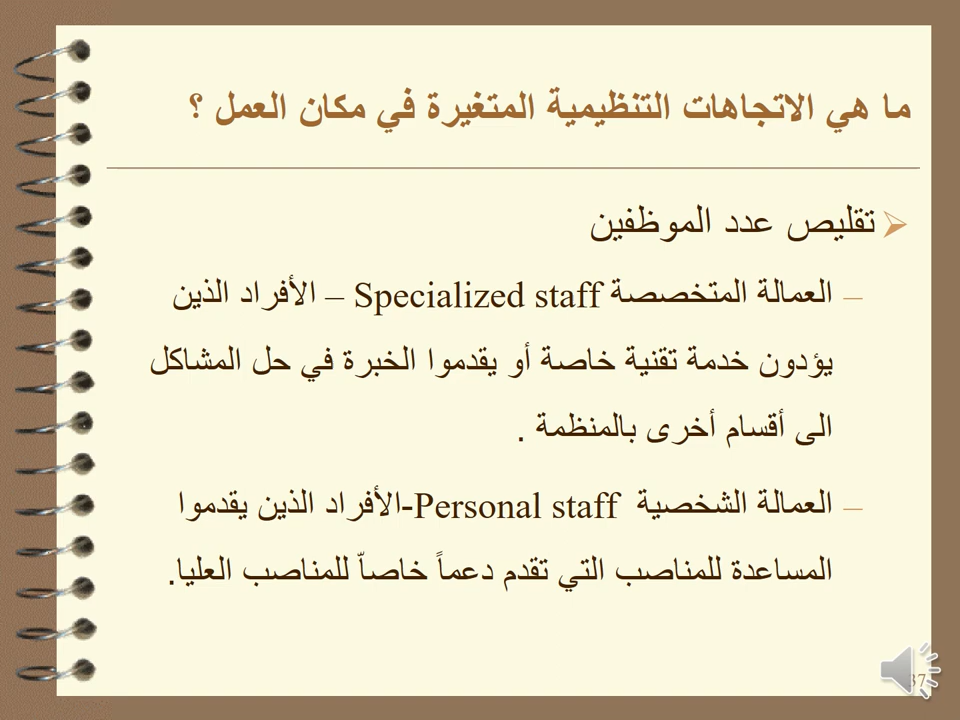 ما هي الاتجاهات التنظيمية المتغيرة في مكان العمل ؟
تقليص عدد الموظفين
– العمالة المتخصصة Specialized staff – الأفراد الذين
يؤدون خدمة تقنية خاصة أو يقدموا الخبرة في حل المشاكل
الى أقسام أخرى بالمنظمة .
– العمالة الشخصية Personal staff-الأفراد الذين يقدموا
المساعدة للمناصب التي تقدم دعماً خاصاّ للمناصب العليا.
37